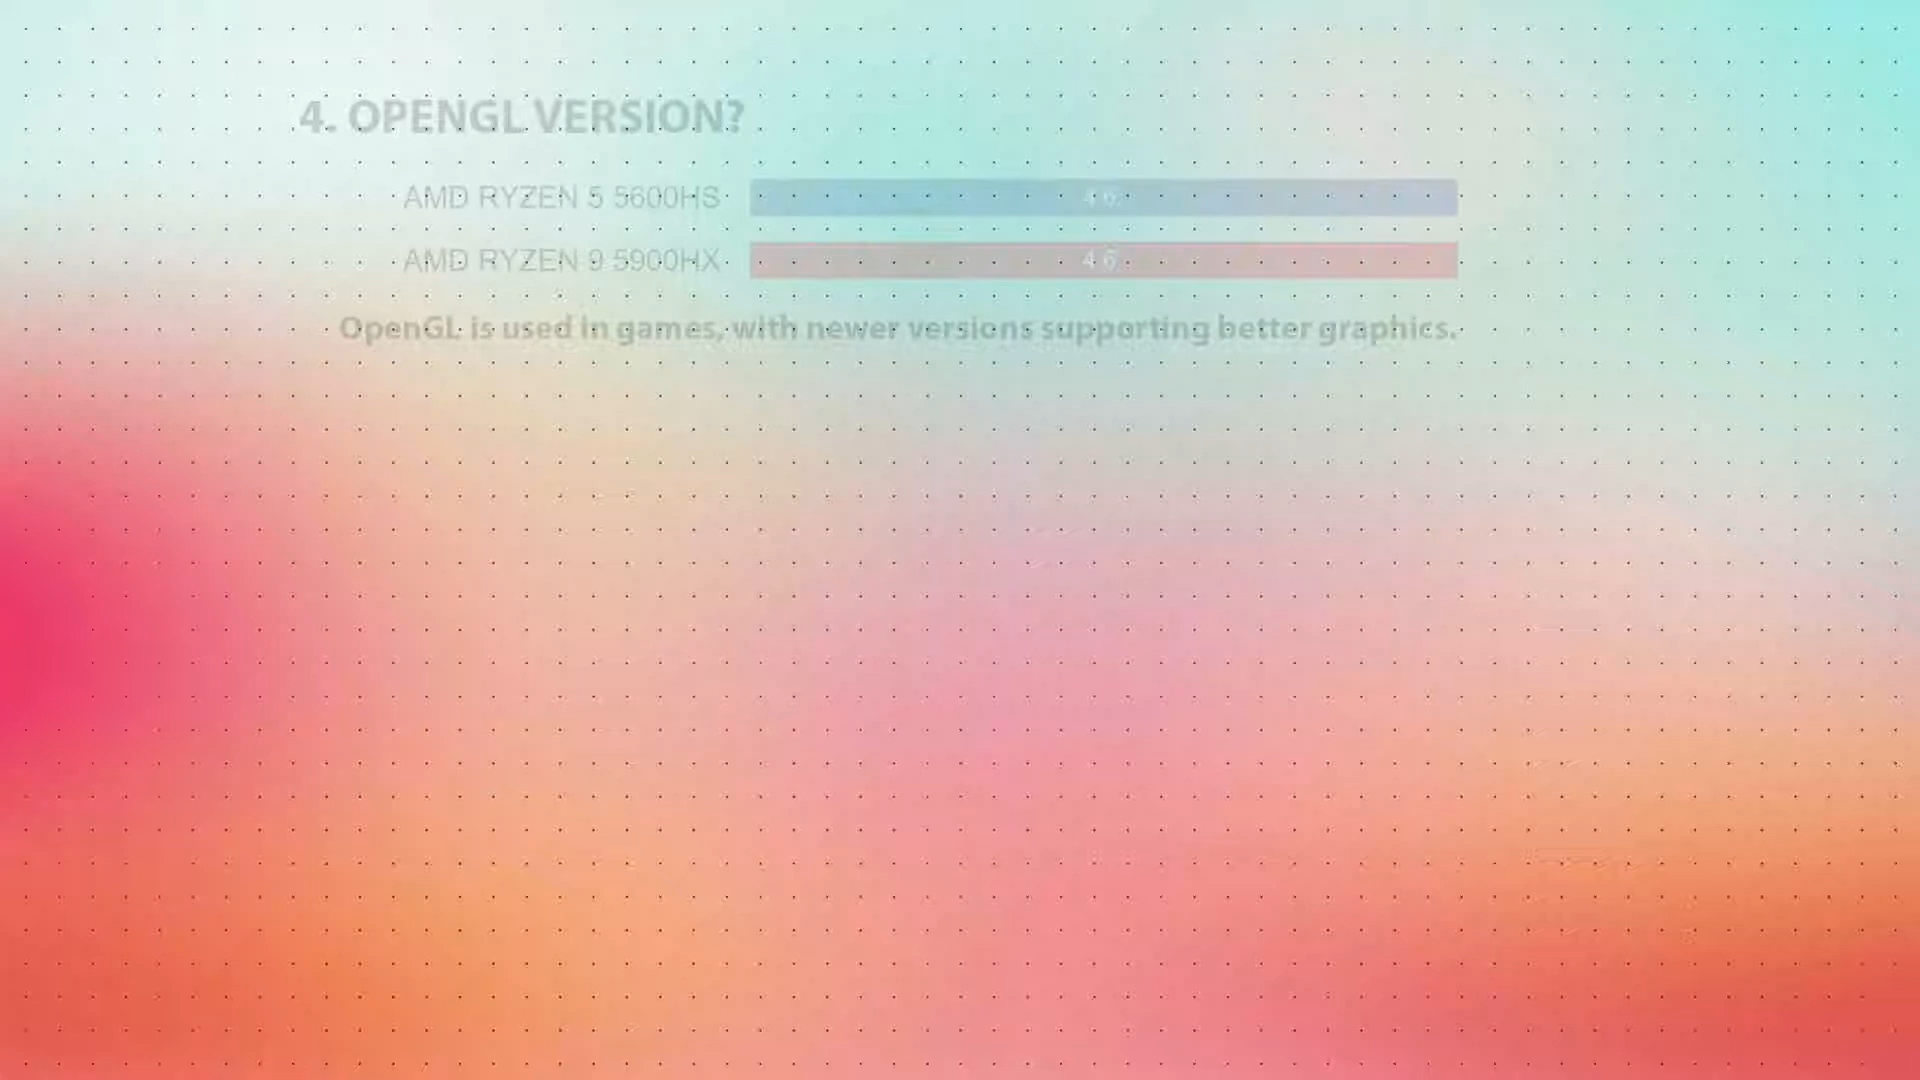 4. OPENGL VERSION?
AMD RYZEN 5 5600HS 4.6
AMD RYZEN 9 5900HX 4.6
OpenGL is used in games, with newer versions supporting better graphics.